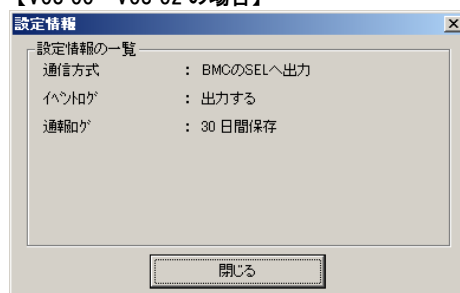 設定情報
設定情報の一覧
通信方式 : BMCのSELへ出力
ｲﾍﾞﾝﾄﾛｸﾞ : 出力する
通報ﾛｸﾞ : 30 日間保存
閉じる